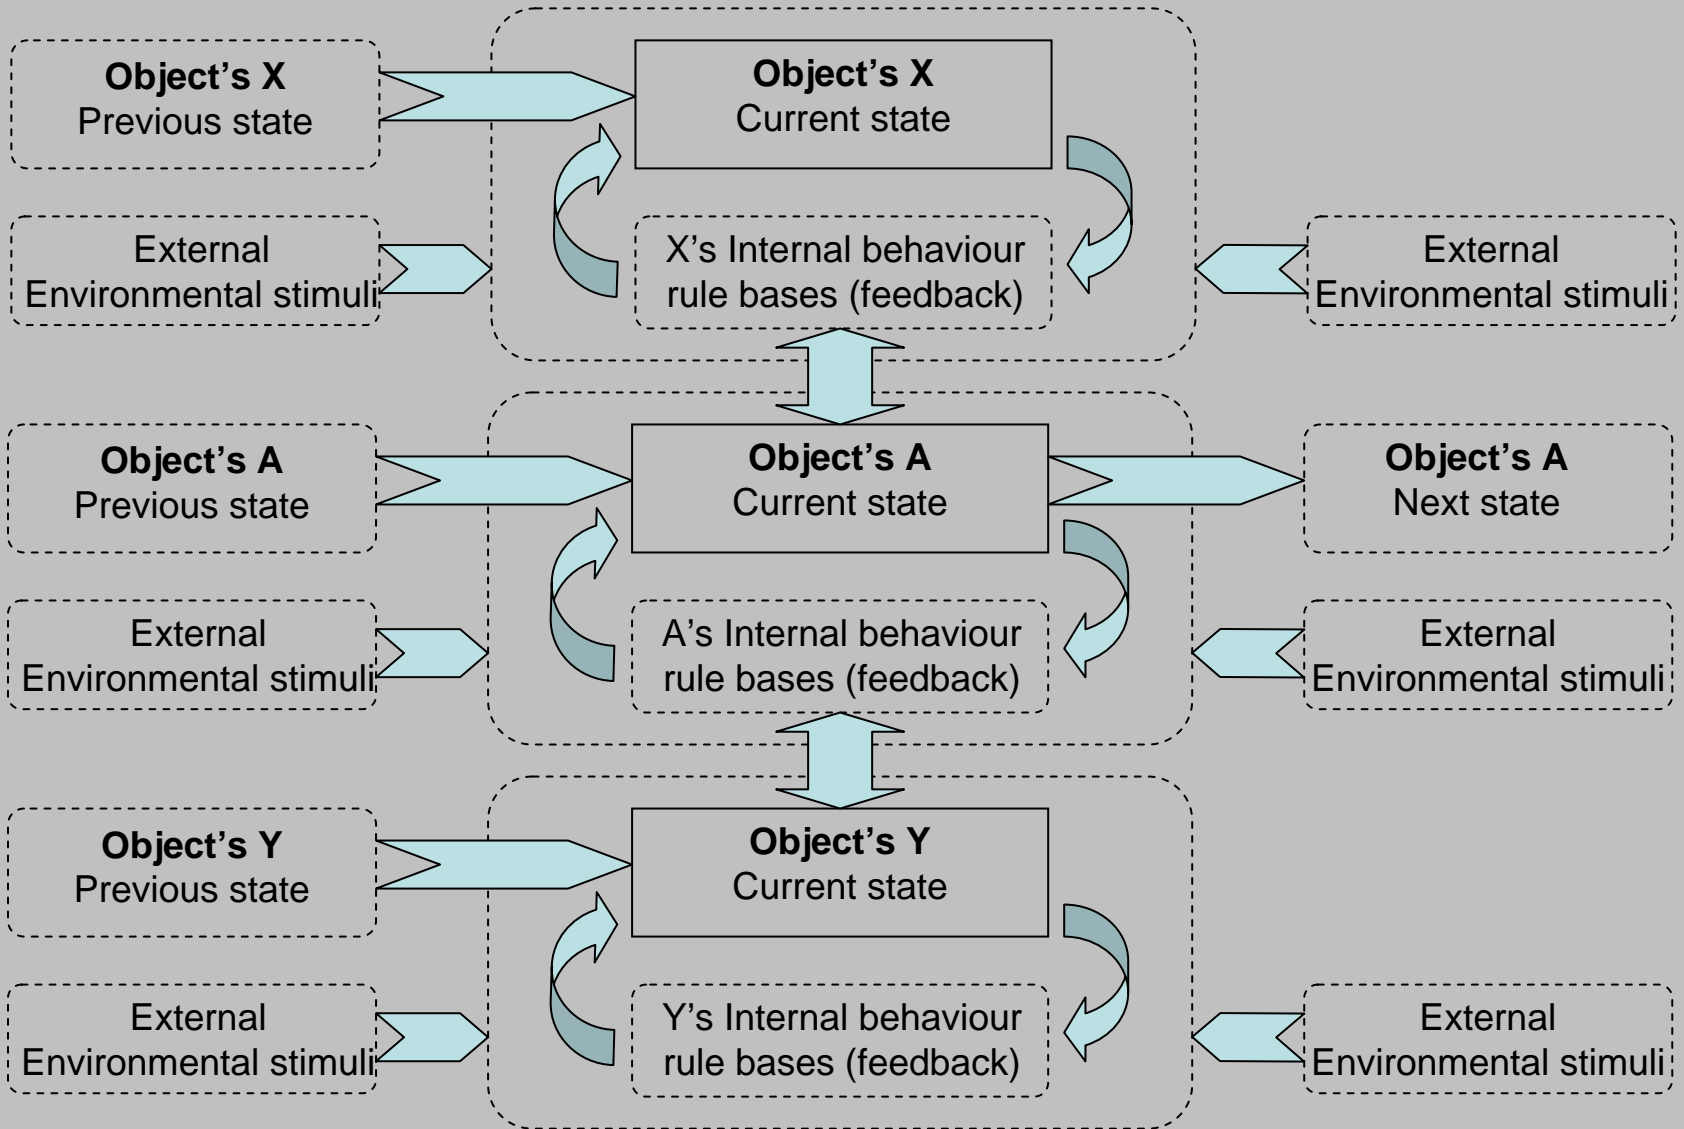 Object's X
Previous state
Object's X
Current state
External
Environmental stimuli
X's Internal behaviour
rule bases (feedback)
External
Environmental stimuli
Object's A
Previous state
Object's A
Current state
Object's A
Next state
External
Environmental stimuli
A's Internal behaviour
rule bases (feedback)
External
Environmental stimuli
Object's Y
Previous state
Object's Y
Current state
External
Environmental stimuli
Y's Internal behaviour
rule bases (feedback)
External
Environmental stimuli